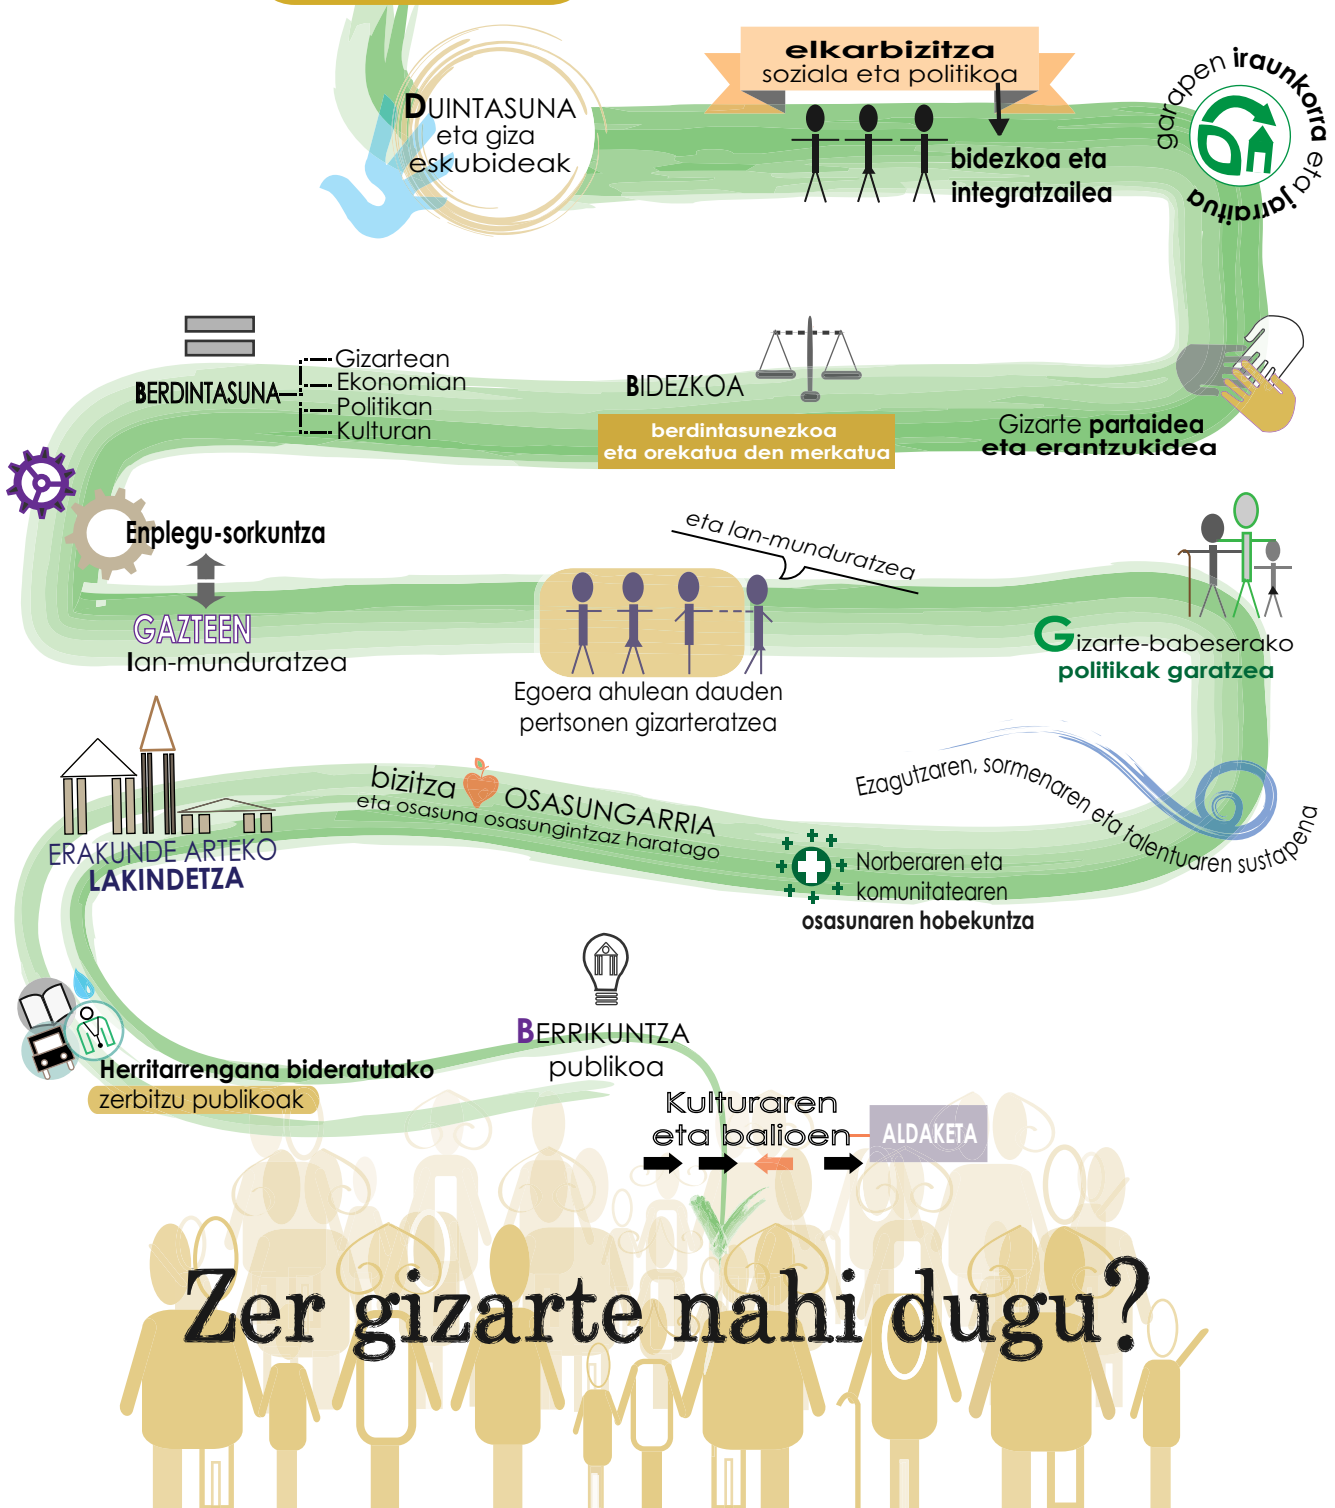 DUINTASUNA
eta giza
eskubideak
elkarbizitza
soziala eta politikoa
bidezkoa eta
integratzailea
garapen iraunkorra eta jarraitua
BERDINTASUNA
Gizartean
Ekonomian
Politikan
Kulturan
BIDEZKOA
berdintasunezkoa
eta orekatua den merkatua
Gizarte partaidea
eta erantzukidea
Enplegu-sorkuntza
GAZTEEN
lan-munduratzea
eta lan-munduratzea
Egoera ahulean dauden
pertsonen gizarteratzea
Gizarte-babeserako
politikak garatzea
Ezagutzaren, sormenaren eta talentuaren sustapena
bizitza OSASUNGARRIA
eta osasuna osasungintzaz haratago
Norberaren eta
komunitatearen
osasunaren hobekuntza
ERAKUNDE ARTEKO
LAKINDETZA
Herritarrengana bideratutako
zerbitzu publikoak
BERRIKUNTZA
publikoa
Kulturaren
eta balioen
ALDAKETA
Zer gizarte nahi dugu?